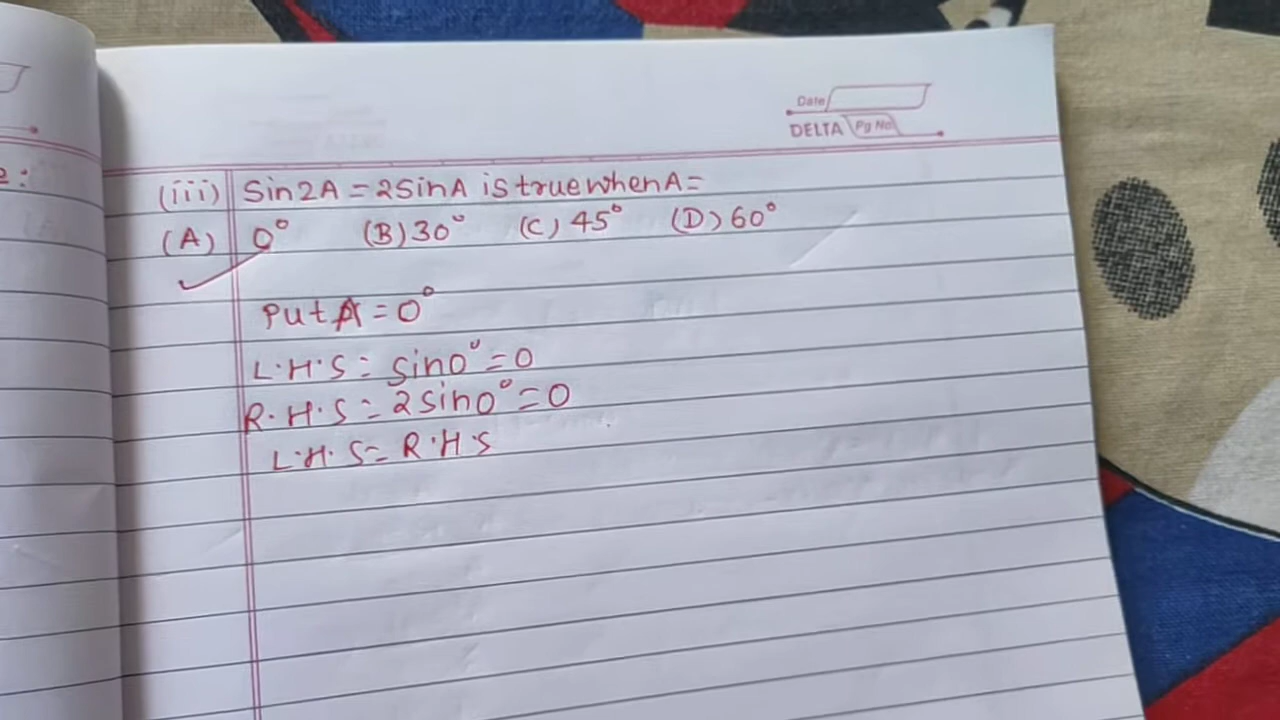 Date
DELTA Pg No
e:
(iii) Sin2A = 2SinA is true when A =
(A) 0° (B) 30° (C) 45° (D) 60°
Put A = 0°
L.H.S = sin0° = 0
R.H.S = 2sin0° = 0
L.H.S = R.H.S